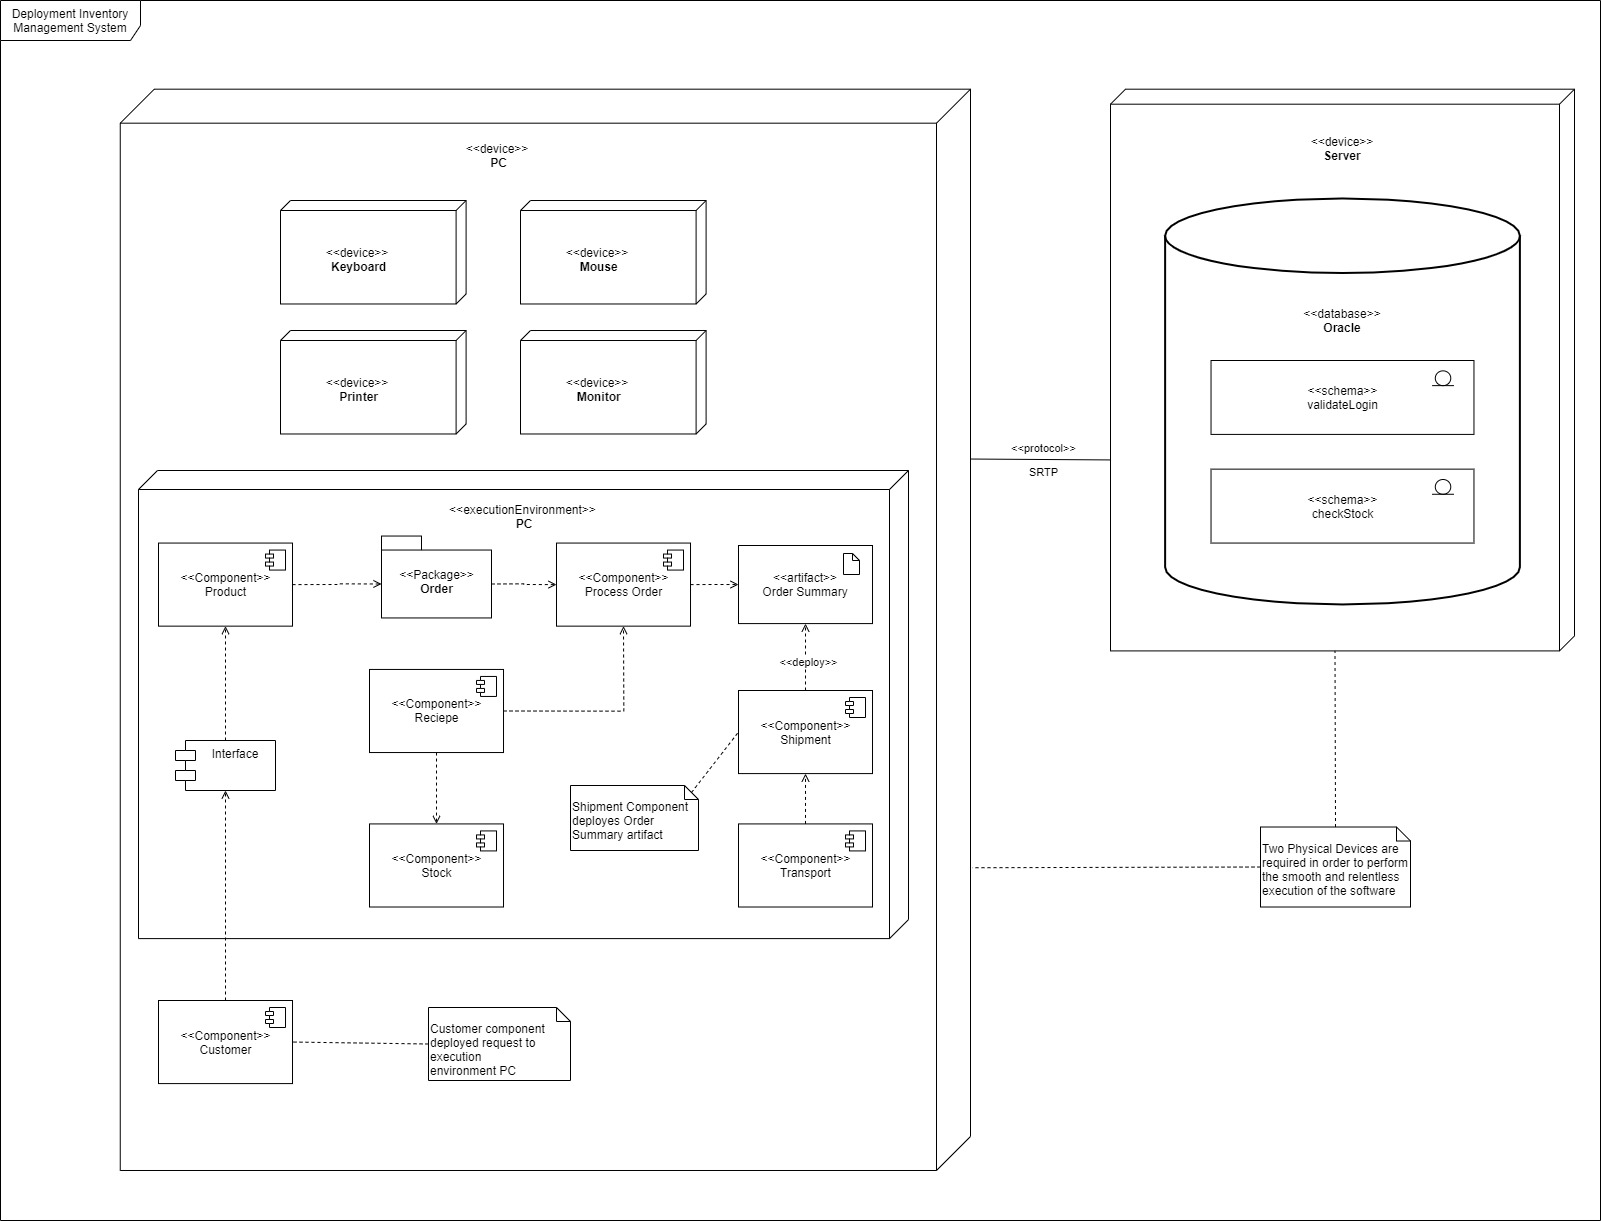 Deployment Inventory
Management System
<<device>>
PC
<<device>>
Keyboard
<<device>>
Mouse
<<device>>
Printer
<<device>>
Monitor
<<executionEnvironment>>
PC
<<Component>>
Product
<<Package>>
Order
<<Component>>
Process Order
<<artifact>>
Order Summary
<<deploy>>
<<Component>>
Reciepe
<<Component>>
Shipment
Interface
Shipment Component
deployes Order
Summary artifact
<<Component>>
Stock
<<Component>>
Transport
<<Component>>
Customer
Customer component
deployed request to
execution
environment PC
<<protocol>>
SRTP
<<device>>
Server
<<database>>
Oracle
<<schema>>
validateLogin
<<schema>>
checkStock
Two Physical Devices are
required in order to perform
the smooth and relentless
execution of the software